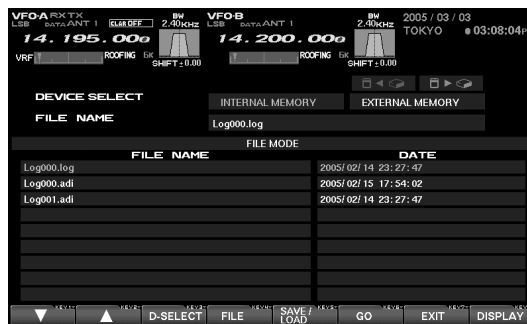 VFO-A RX TX BW VFO-B BW 2005 / 03 / 03
LSB DATA ANT 1 CLAR OFF 2.40KHz LSB DATA ANT 1 2.40KHz TOKYO 03:08:04P
14. 195. 000 14. 200. 000
VRF ROOFING 6K SHIFT ± 0.00 ROOFING 6K SHIFT ± 0.00
DEVICE SELECT INTERNAL MEMORY EXTERNAL MEMORY
FILE NAME Log000.log
FILE MODE
FILE NAME DATE
Log000.log 2005/ 02/ 14 23: 27: 47
Log000.adi 2005/ 02/ 15 17: 54: 02
Log001.adi 2005/ 02/ 14 23: 27: 47
D-SELECT FILE SAVE / LOAD GO EXIT DISPLAY